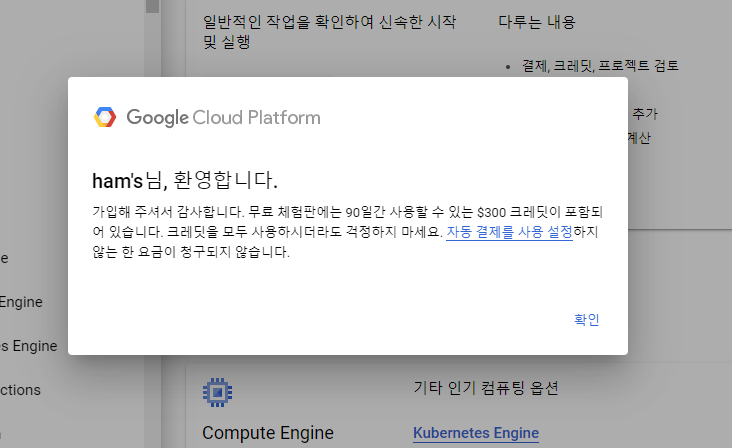 일반적인 작업을 확인하여 신속한 시작
및 실행
다루는 내용
• 결제, 크레딧, 프로젝트 검토
추가
계산
Google Cloud Platform
ham's님, 환영합니다.
가입해 주셔서 감사합니다. 무료 체험판에는 90일간 사용할 수 있는 $300 크레딧이 포함되
어 있습니다. 크레딧을 모두 사용하시더라도 걱정하지 마세요. 자동 결제를 사용 설정하지
않는 한 요금이 청구되지 않습니다.
확인
Engine
Engine
기타 인기 컴퓨팅 옵션
Compute Engine
Kubernetes Engine